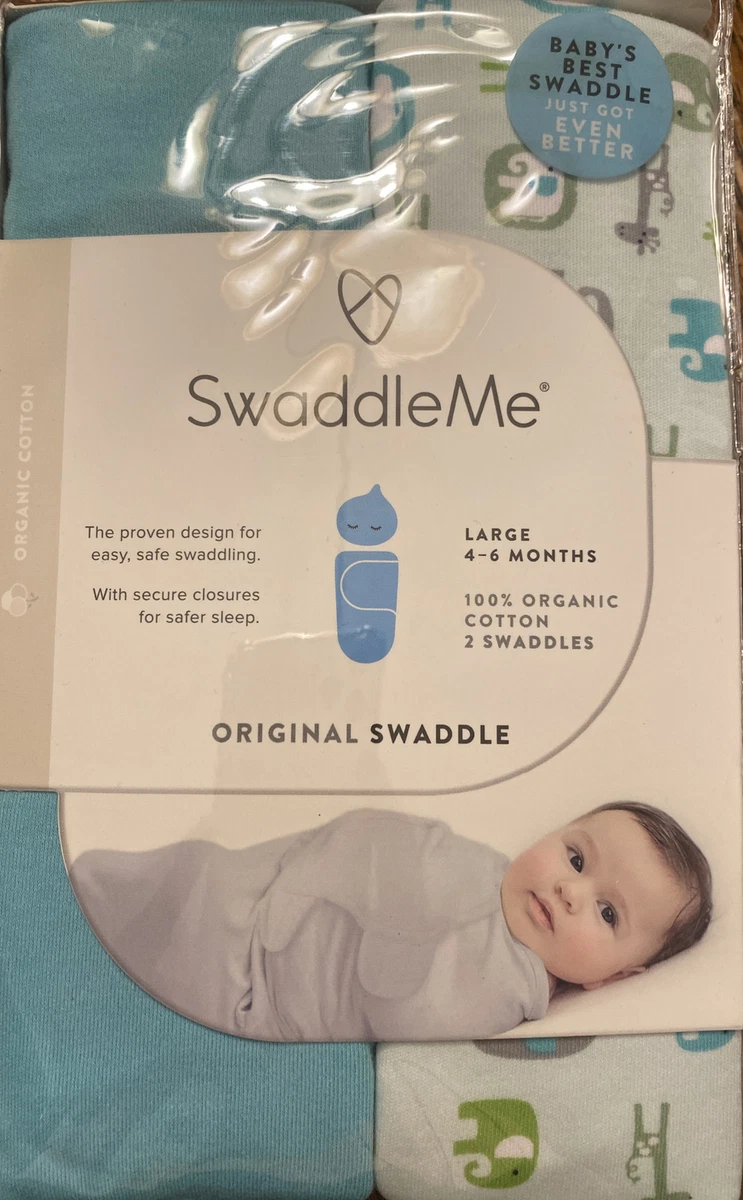 BABY'S
BEST
SWADDLE
JUST GOT
EVEN
BETTER
SwaddleMe®
ORGANIC COTTON
The proven design for
easy, safe swaddling.
With secure closures
for safer sleep.
LARGE
4–6 MONTHS
100% ORGANIC
COTTON
2 SWADDLES
ORIGINAL SWADDLE